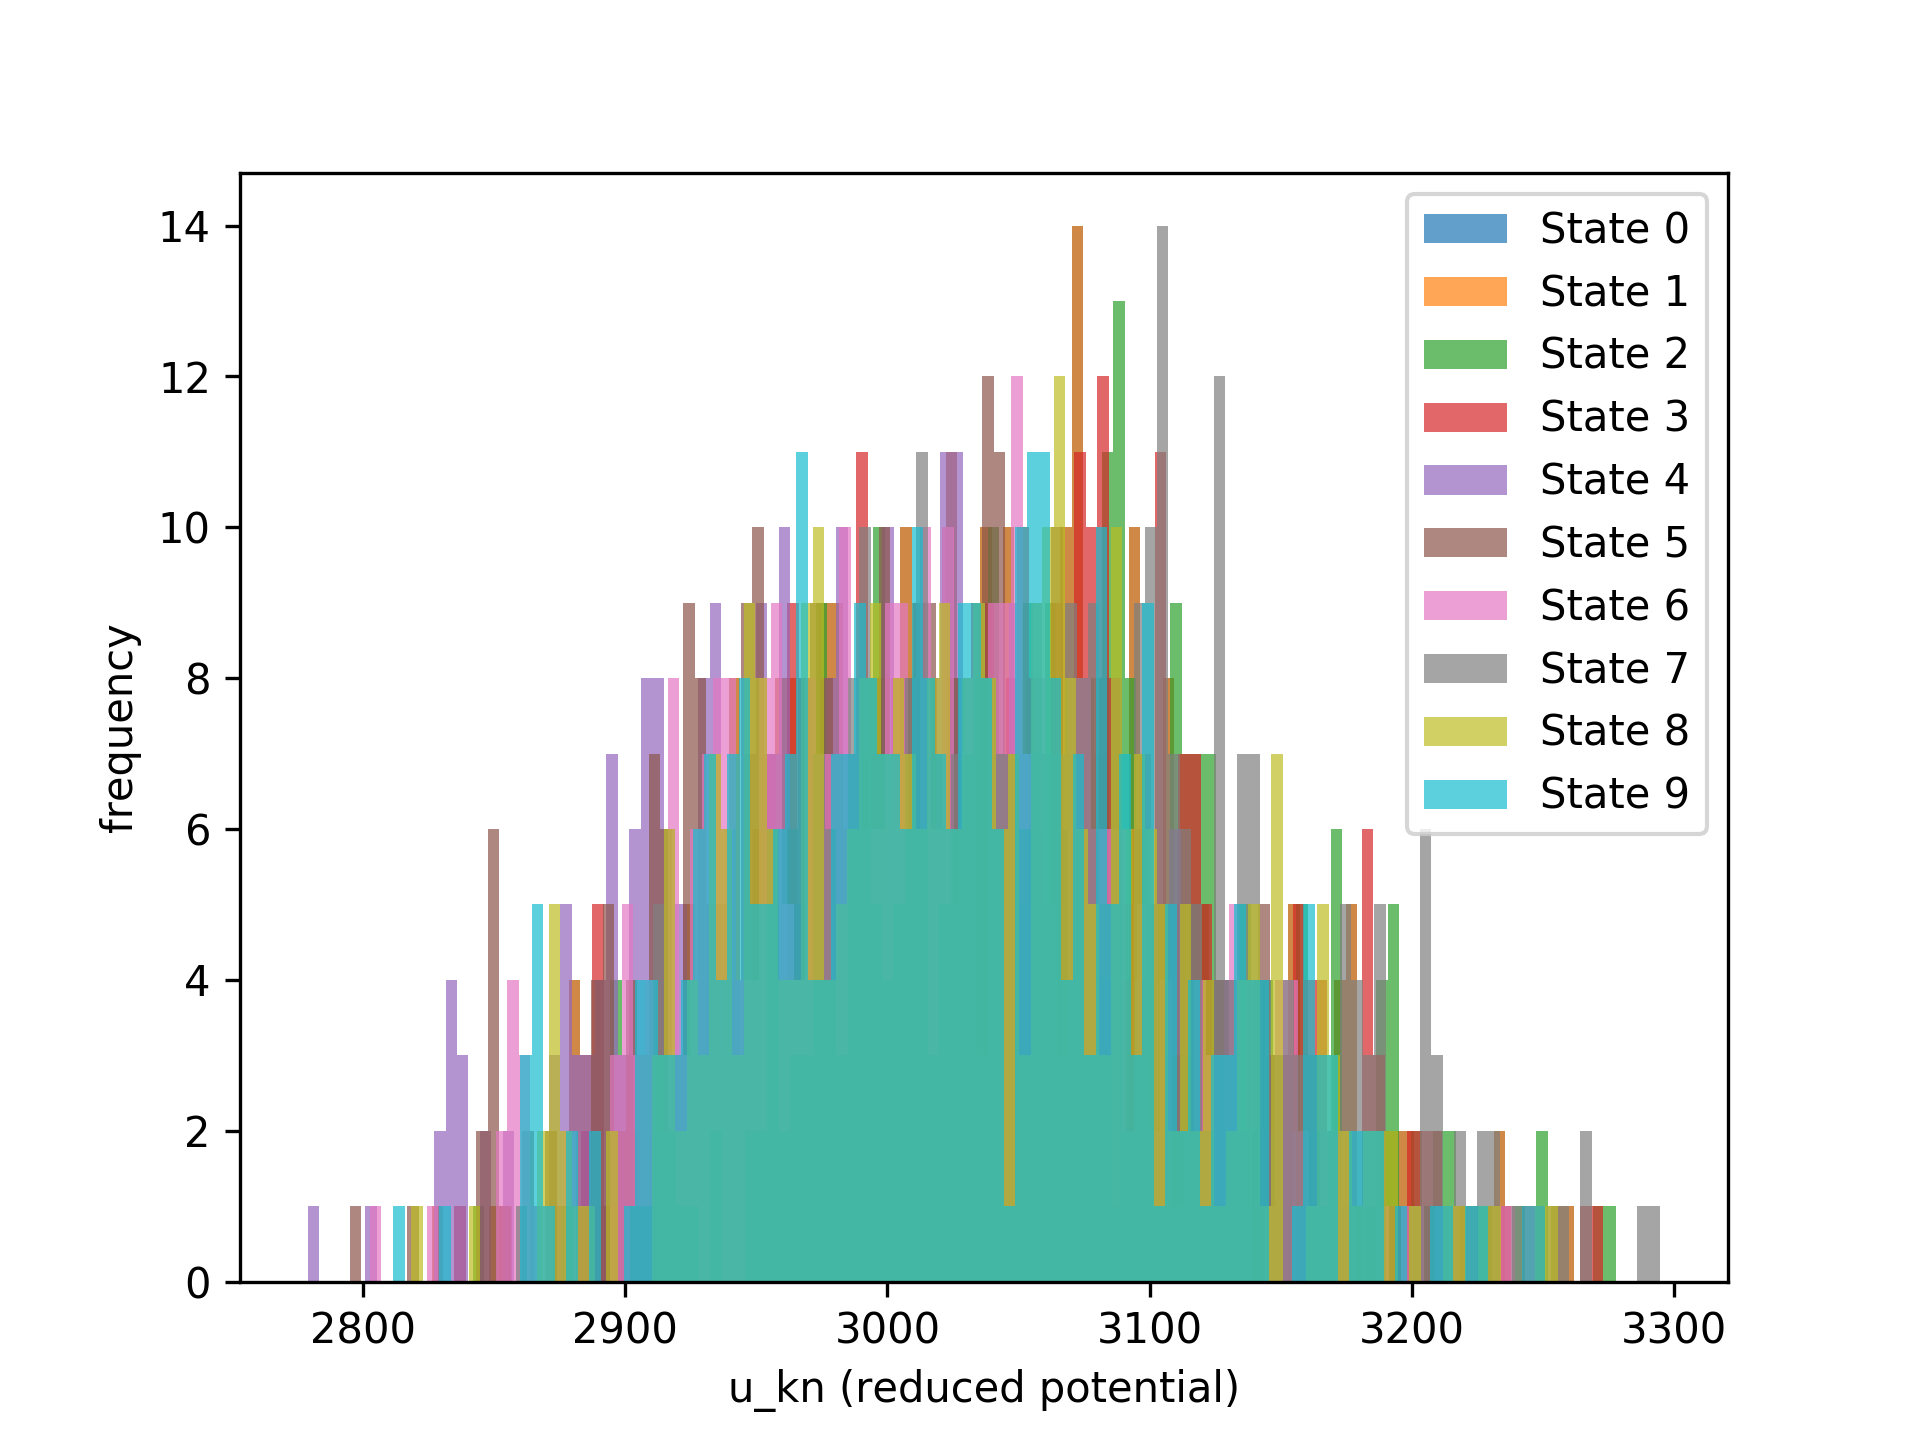 14
12
10
8
6
4
2
0
frequency
2800
2900
3000
3100
3200
3300
u_kn (reduced potential)
State 0
State 1
State 2
State 3
State 4
State 5
State 6
State 7
State 8
State 9